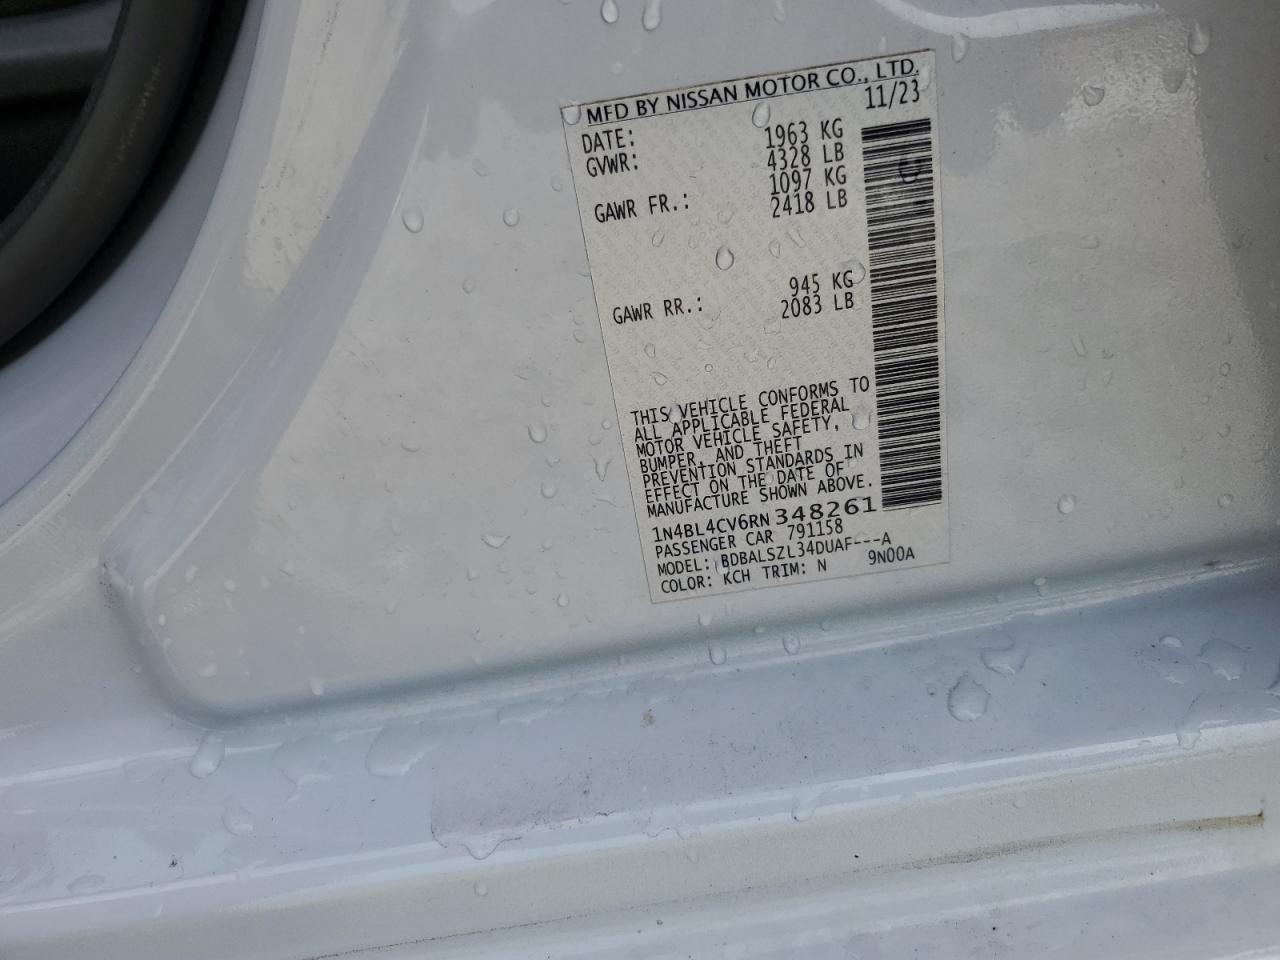 MFD BY NISSAN MOTOR CO., LTD.
DATE: 11/23
GVWR: 1963 KG
4328 LB
GAWR FR.: 1097 KG
2418 LB
GAWR RR.: 945 KG
2083 LB
THIS VEHICLE CONFORMS TO
ALL APPLICABLE FEDERAL
MOTOR VEHICLE SAFETY,
BUMPER, AND THEFT
PREVENTION STANDARDS IN
EFFECT ON THE DATE OF
MANUFACTURE SHOWN ABOVE.
1N4BL4CV6RN348261
PASSENGER CAR 791158
MODEL: BDBALSZL34DUAF---A
COLOR: KCH TRIM: N 9N00A